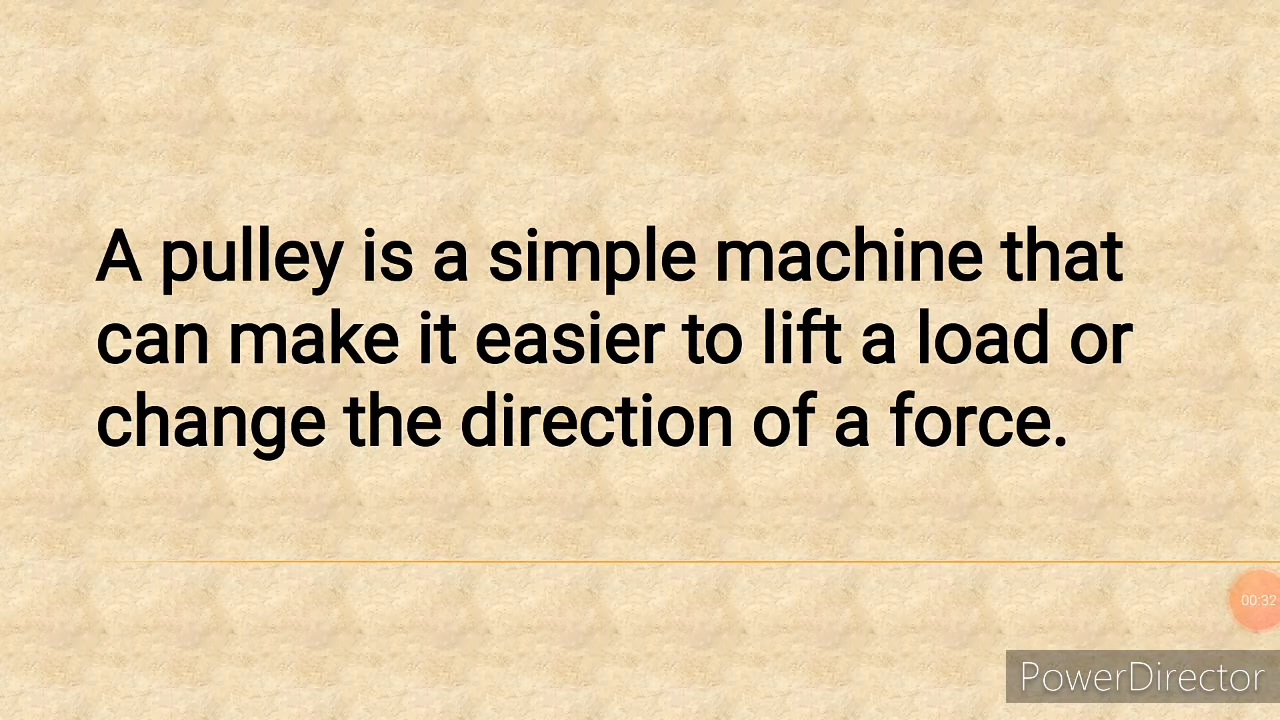 A pulley is a simple machine that
can make it easier to lift a load or
change the direction of a force.
00:32
PowerDirector